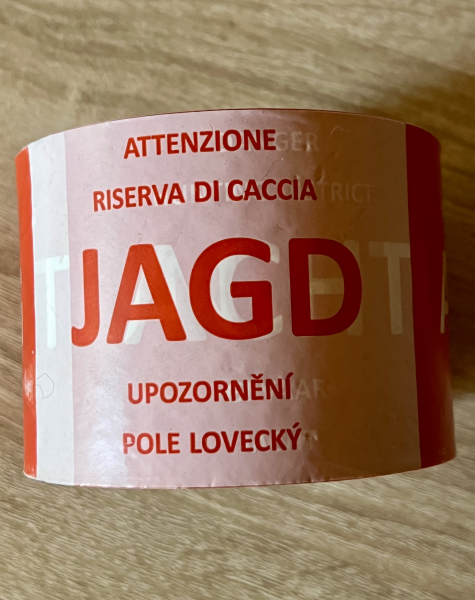 ATTENZIONE
RISERVA DI CACCIA
JAGD
UPOZORNĚNÍ
POLE LOVECKÝ